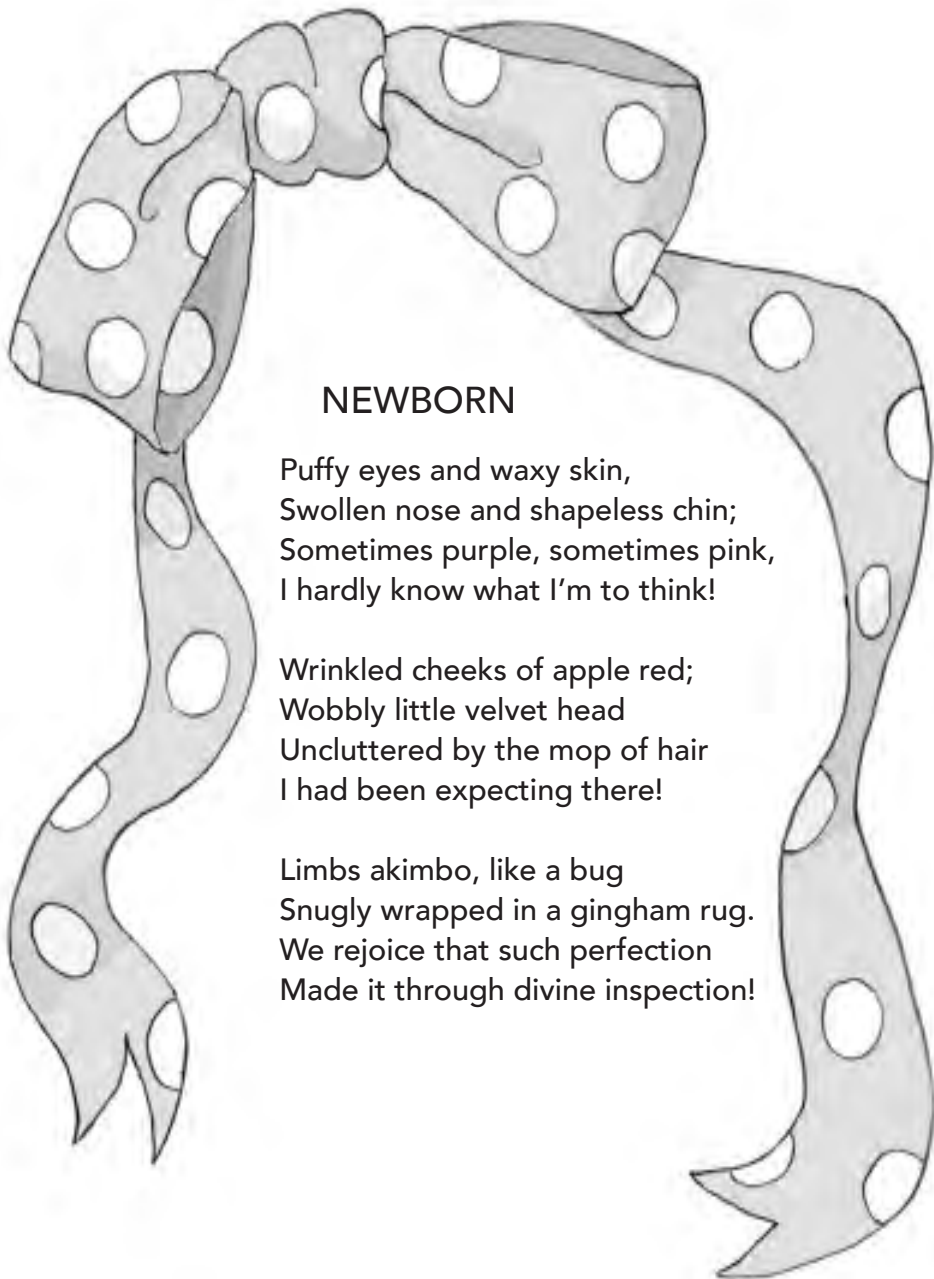 NEWBORN
Puffy eyes and waxy skin,
Swollen nose and shapeless chin;
Sometimes purple, sometimes pink,
I hardly know what I'm to think!
Wrinkled cheeks of apple red;
Wobbly little velvet head
Uncluttered by the mop of hair
I had been expecting there!
Limbs akimbo, like a bug
Snugly wrapped in a gingham rug.
We rejoice that such perfection
Made it through divine inspection!